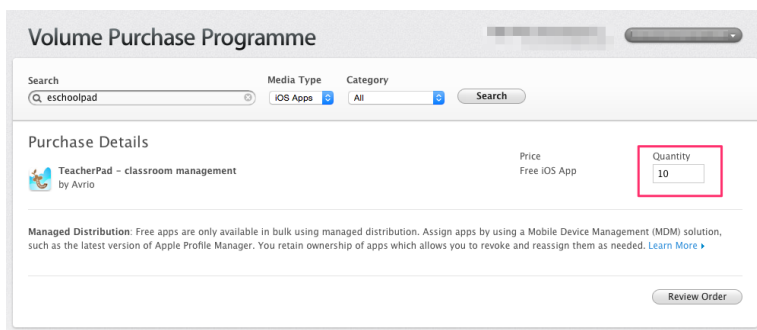 Volume Purchase Programme
Search
Media Type
Category
eschoolpad
iOS Apps
All
Search
Purchase Details
TeacherPad - classroom management
by Avrio
Price
Free iOS App
Quantity
10
Managed Distribution: Free apps are only available in bulk using managed distribution. Assign apps by using a Mobile Device Management (MDM) solution,
such as the latest version of Apple Profile Manager. You retain ownership of apps which allows you to revoke and reassign them as needed. Learn More ▸
Review Order